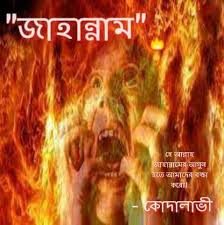 "জাহান্নাম"
হে আল্লাহ
জাহান্নামের আগুন
হতে আমাদের রক্ষা
করো।।
- কোদালাভী